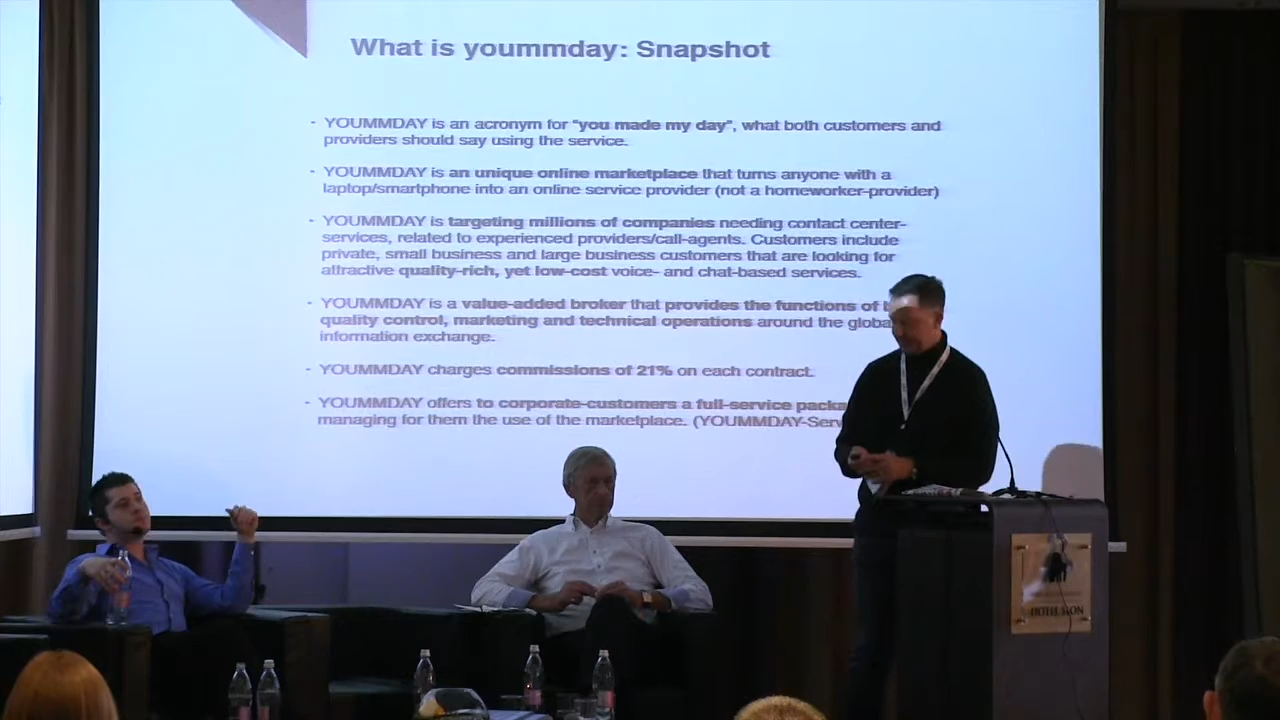 What is yoummday: Snapshot
- YOUMMDAY is an acronym for "you made my day", what both customers and
providers should say using the service.
- YOUMMDAY is an unique online marketplace that turns anyone with a
laptop/smartphone into an online service provider (not a homeworker-provider)
- YOUMMDAY is targeting millions of companies needing contact center-
services, related to experienced providers/call-agents. Customers include
private, small business and large business customers that are looking for
attractive quality-rich, yet low-cost voice- and chat-based services.
- YOUMMDAY is a value-added broker that provides the functions of
quality control, marketing and technical operations around the global
information exchange.
- YOUMMDAY charges commissions of 21% on each contract.
- YOUMMDAY offers to corporate-customers a full-service
managing for them the use of the marketplace. (YOUMMDAY-Serv
HOTEL SLON